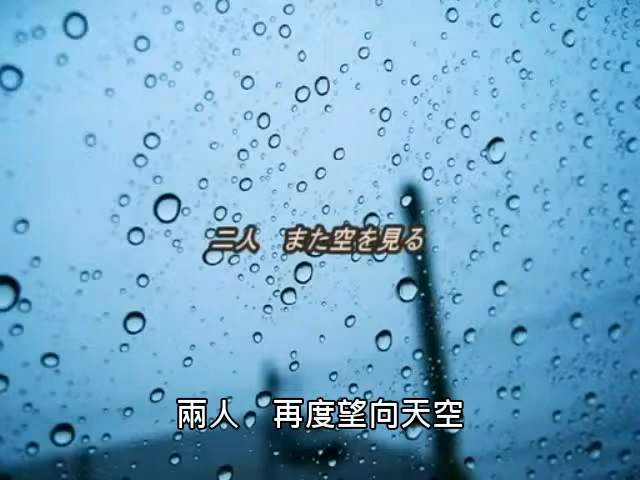 二人　また空を見る
兩人　再度望向天空